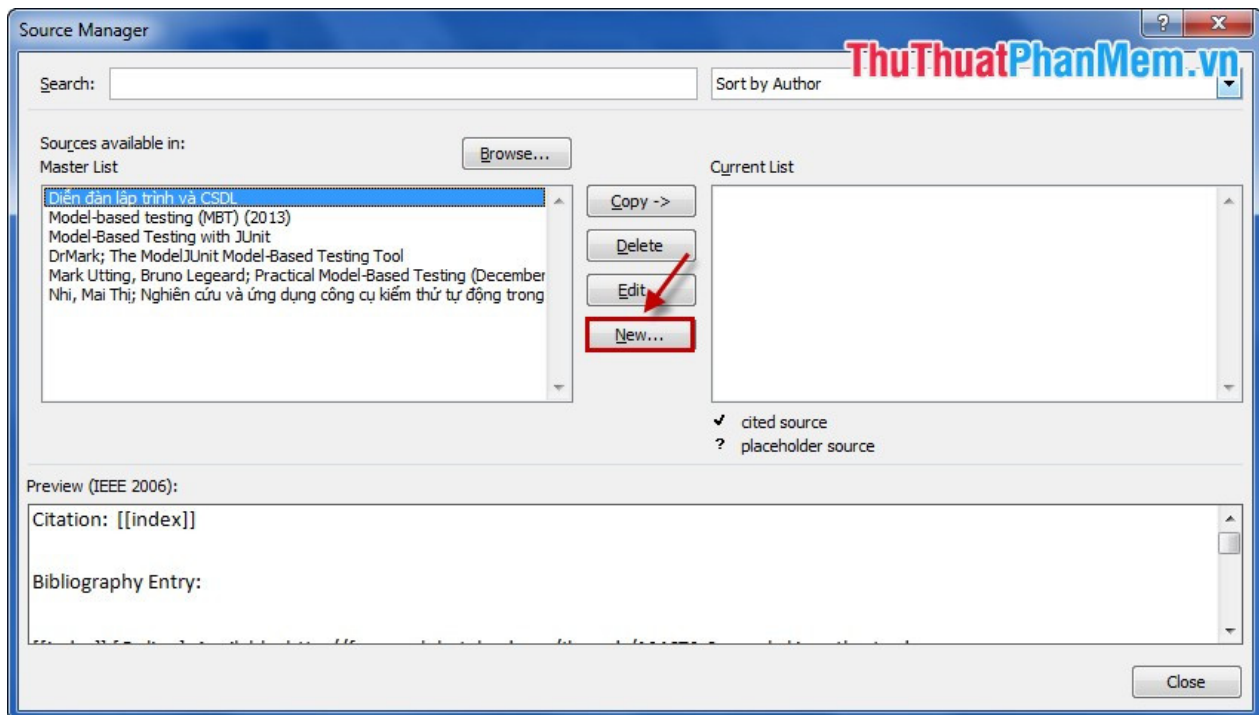 Source Manager
ThuThuatPhanMem.vn
Search:
Sort by Author
Sources available in:
Master List
Browse...
Current List
Diễn đàn lập trình và CSDL
Model-based testing (MBT) (2013)
Model-Based Testing with JUnit
DrMark; The ModelJUnit Model-Based Testing Tool
Mark Utting, Bruno Legeard; Practical Model-Based Testing (December
Nhi, Mai Thị; Nghiên cứu và ứng dụng công cụ kiểm thử tự động trong
Copy ->
Delete
Edit
New...
✓ cited source
? placeholder source
Preview (IEEE 2006):
Citation: [[index]]
Bibliography Entry:
Close